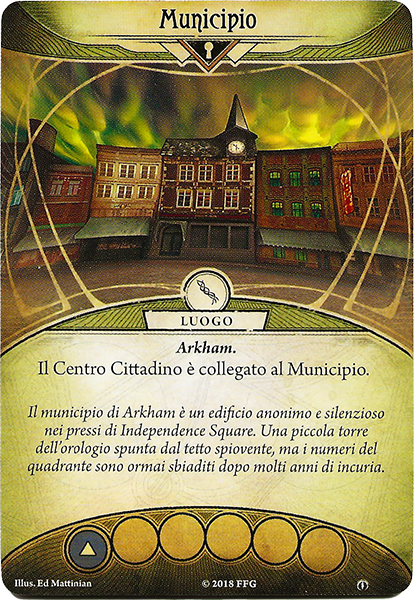 Municipio
LUOGO
Arkham.
Il Centro Cittadino è collegato al Municipio.
Il municipio di Arkham è un edificio anonimo e silenzioso
nei pressi di Independence Square. Una piccola torre
dell'orologio spunta dal tetto spiovente, ma i numeri del
quadrante sono ormai sbiaditi dopo molti anni di incuria.
Illus. Ed Mattinian © 2018 FFG